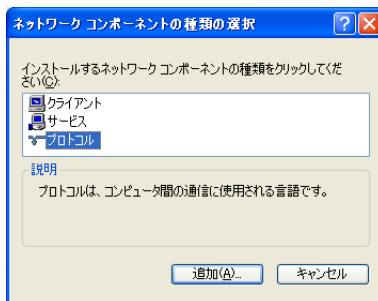 ネットワーク コンポーネントの種類の選択
インストールするネットワーク コンポーネントの種類をクリックしてくだ
さい(C):
クライアント
サービス
プロトコル
説明
プロトコルは、コンピュータ間の通信に使用される言語です。
追加(A)...
キャンセル